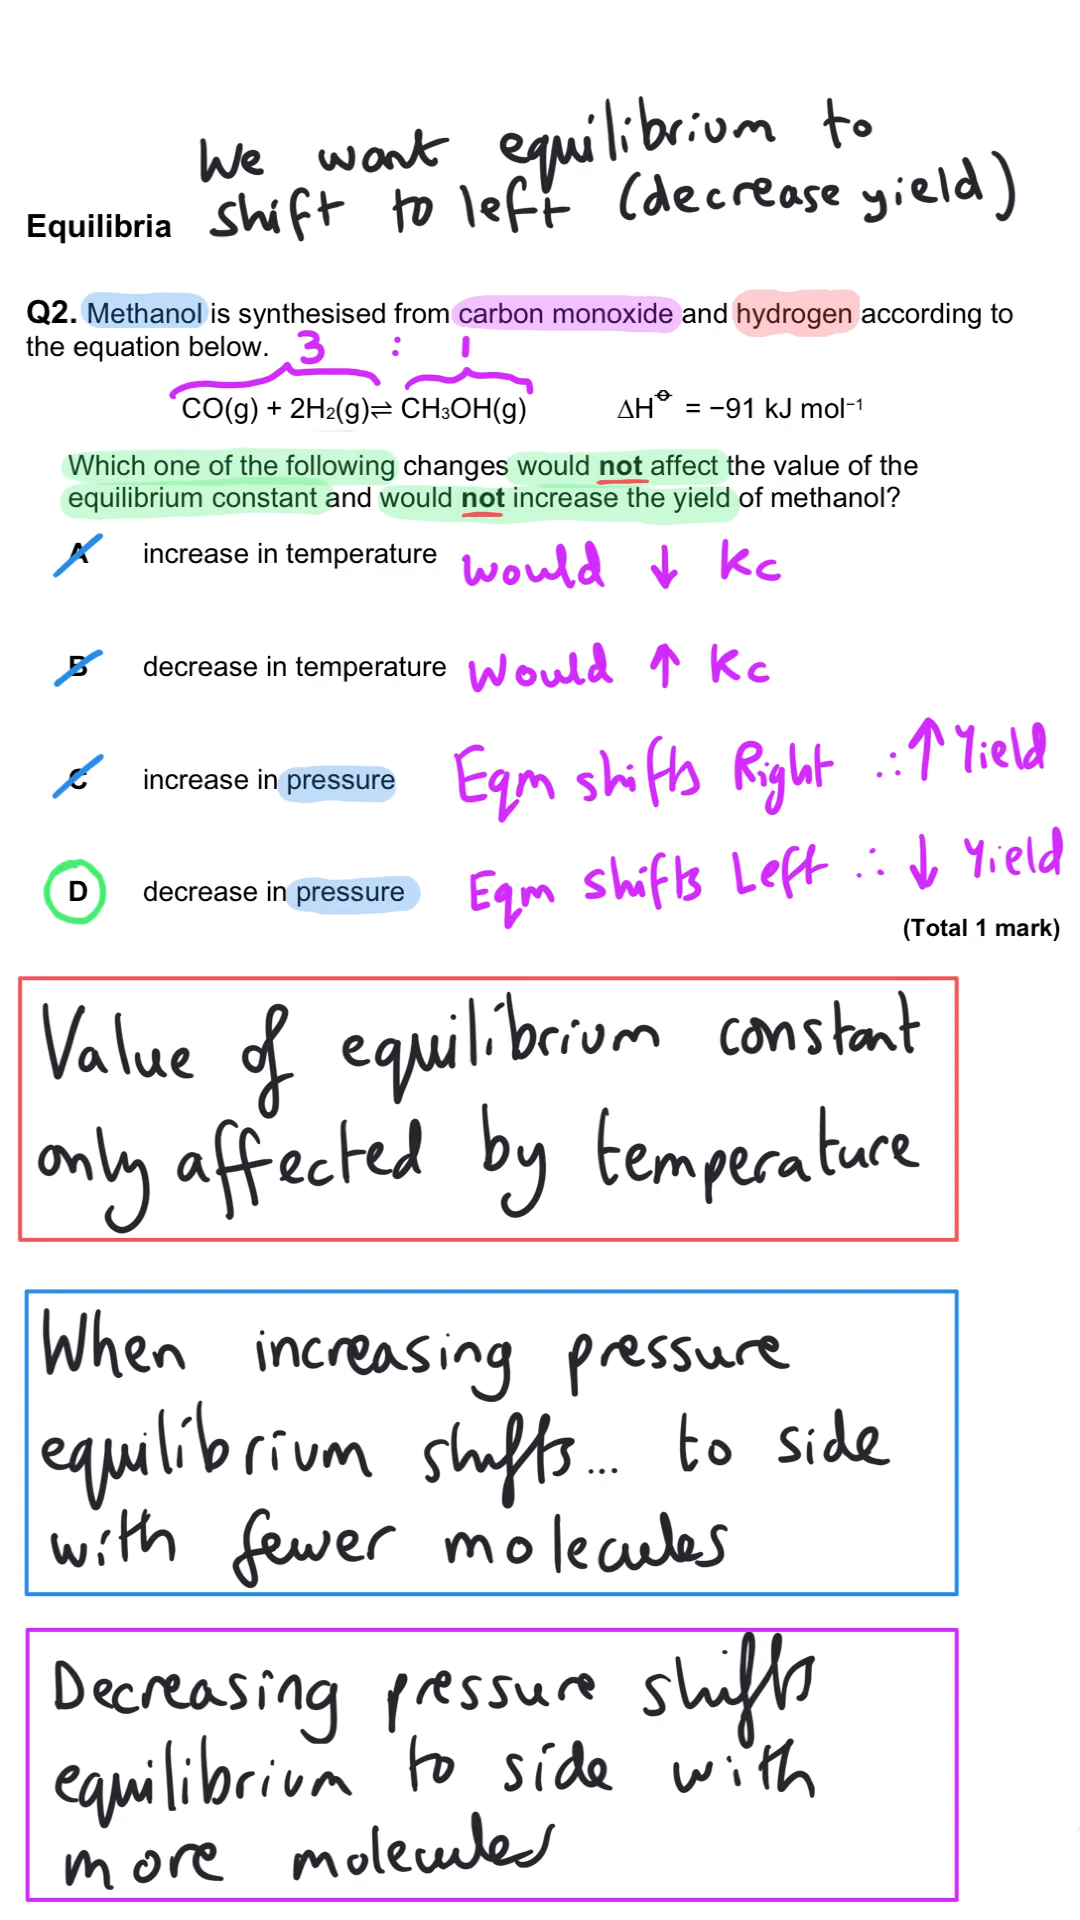 We want equilibrium to
shift to left (decrease yield)
Equilibria
Q2. Methanol is synthesised from carbon monoxide and hydrogen according to
the equation below.
3 : 1
CO(g) + 2H₂(g)⇌ CH₃OH(g) ΔH⦵ = −91 kJ mol⁻¹
Which one of the following changes would not affect the value of the
equilibrium constant and would not increase the yield of methanol?
A increase in temperature would ↓ Kc
B decrease in temperature Would ↑ Kc
C increase in pressure Eqm shifts Right ∴ ↑ Yield
D decrease in pressure Eqm shifts Left ∴ ↓ Yield
(Total 1 mark)
Value of equilibrium constant
only affected by temperature
When increasing pressure
equilibrium shifts... to side
with fewer molecules
Decreasing pressure shifts
equilibrium to side with
more molecules